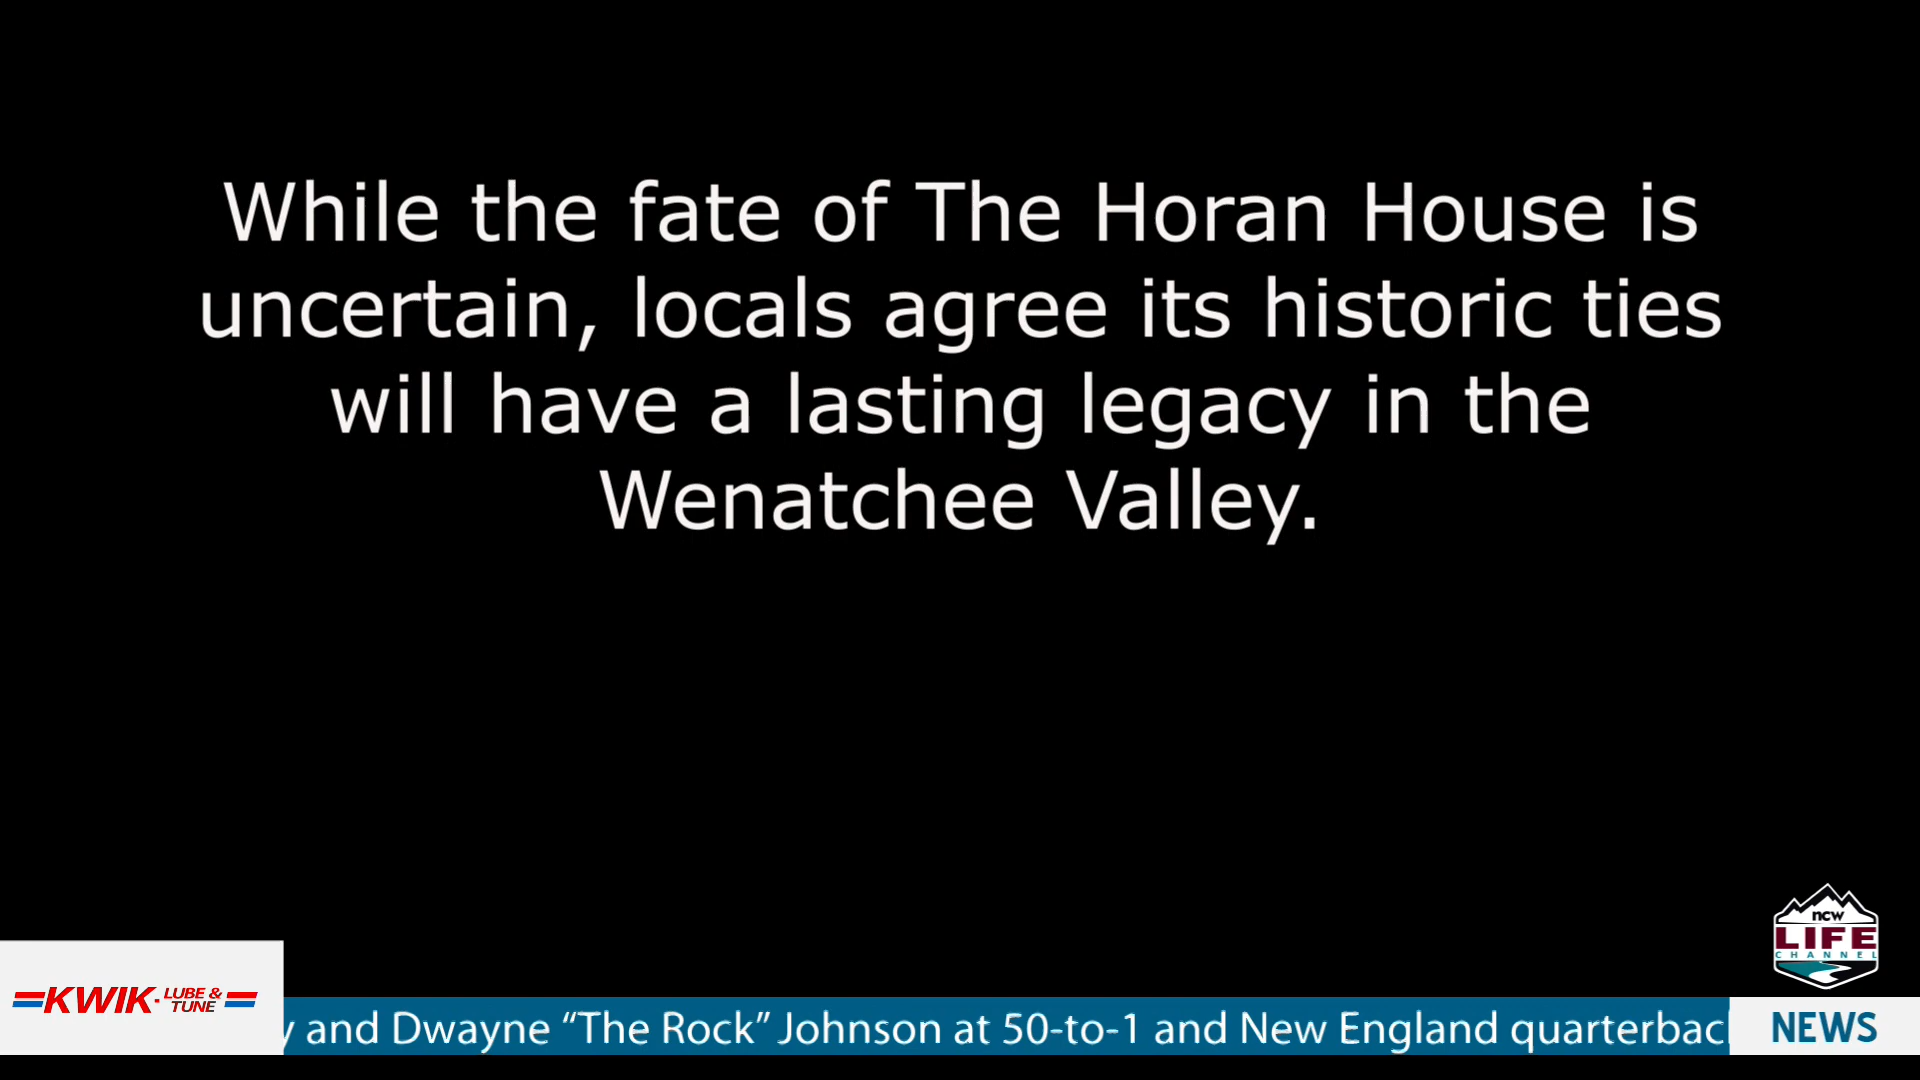 While the fate of The Horan House is
uncertain, locals agree its historic ties
will have a lasting legacy in the
Wenatchee Valley.
ncw
LIFE
CHANNEL
KWIK· LUBE &
TUNE
y and Dwayne “The Rock” Johnson at 50-to-1 and New England quarterbac
NEWS